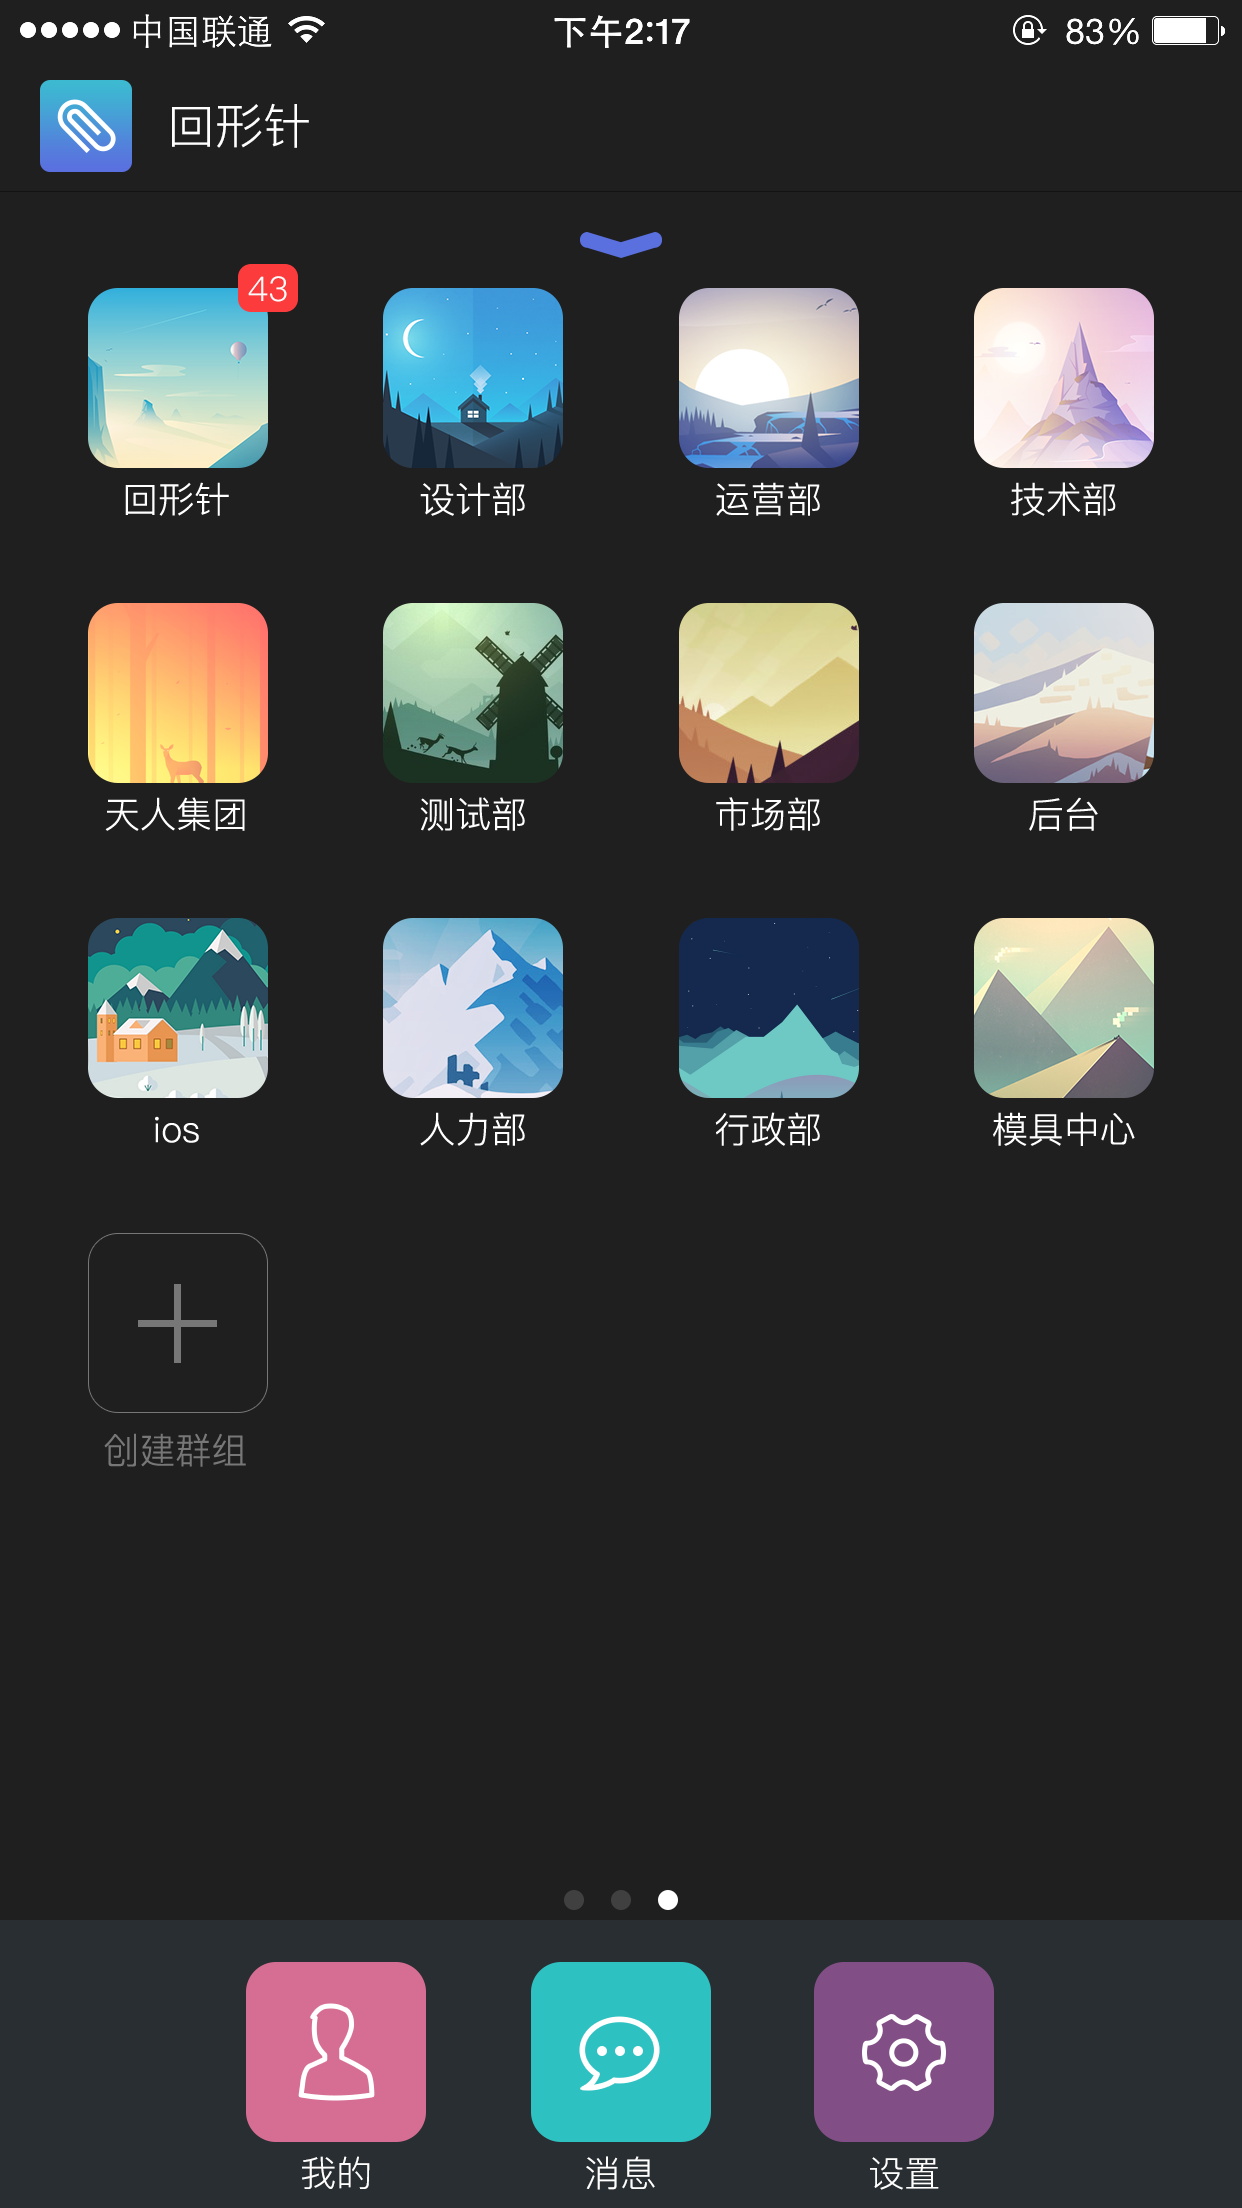 中国联通 下午2:17 83%
回形针
43
回形针 设计部 运营部 技术部
天人集团 测试部 市场部 后台
ios 人力部 行政部 模具中心
创建群组
我的 消息 设置